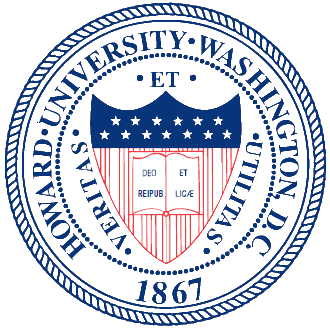 HOWARD·UNIVERSITY·WASHINGTON, D.C.
·VERITAS·ET·UTILITAS·
DEO ET
REIPUB LICÆ
1867